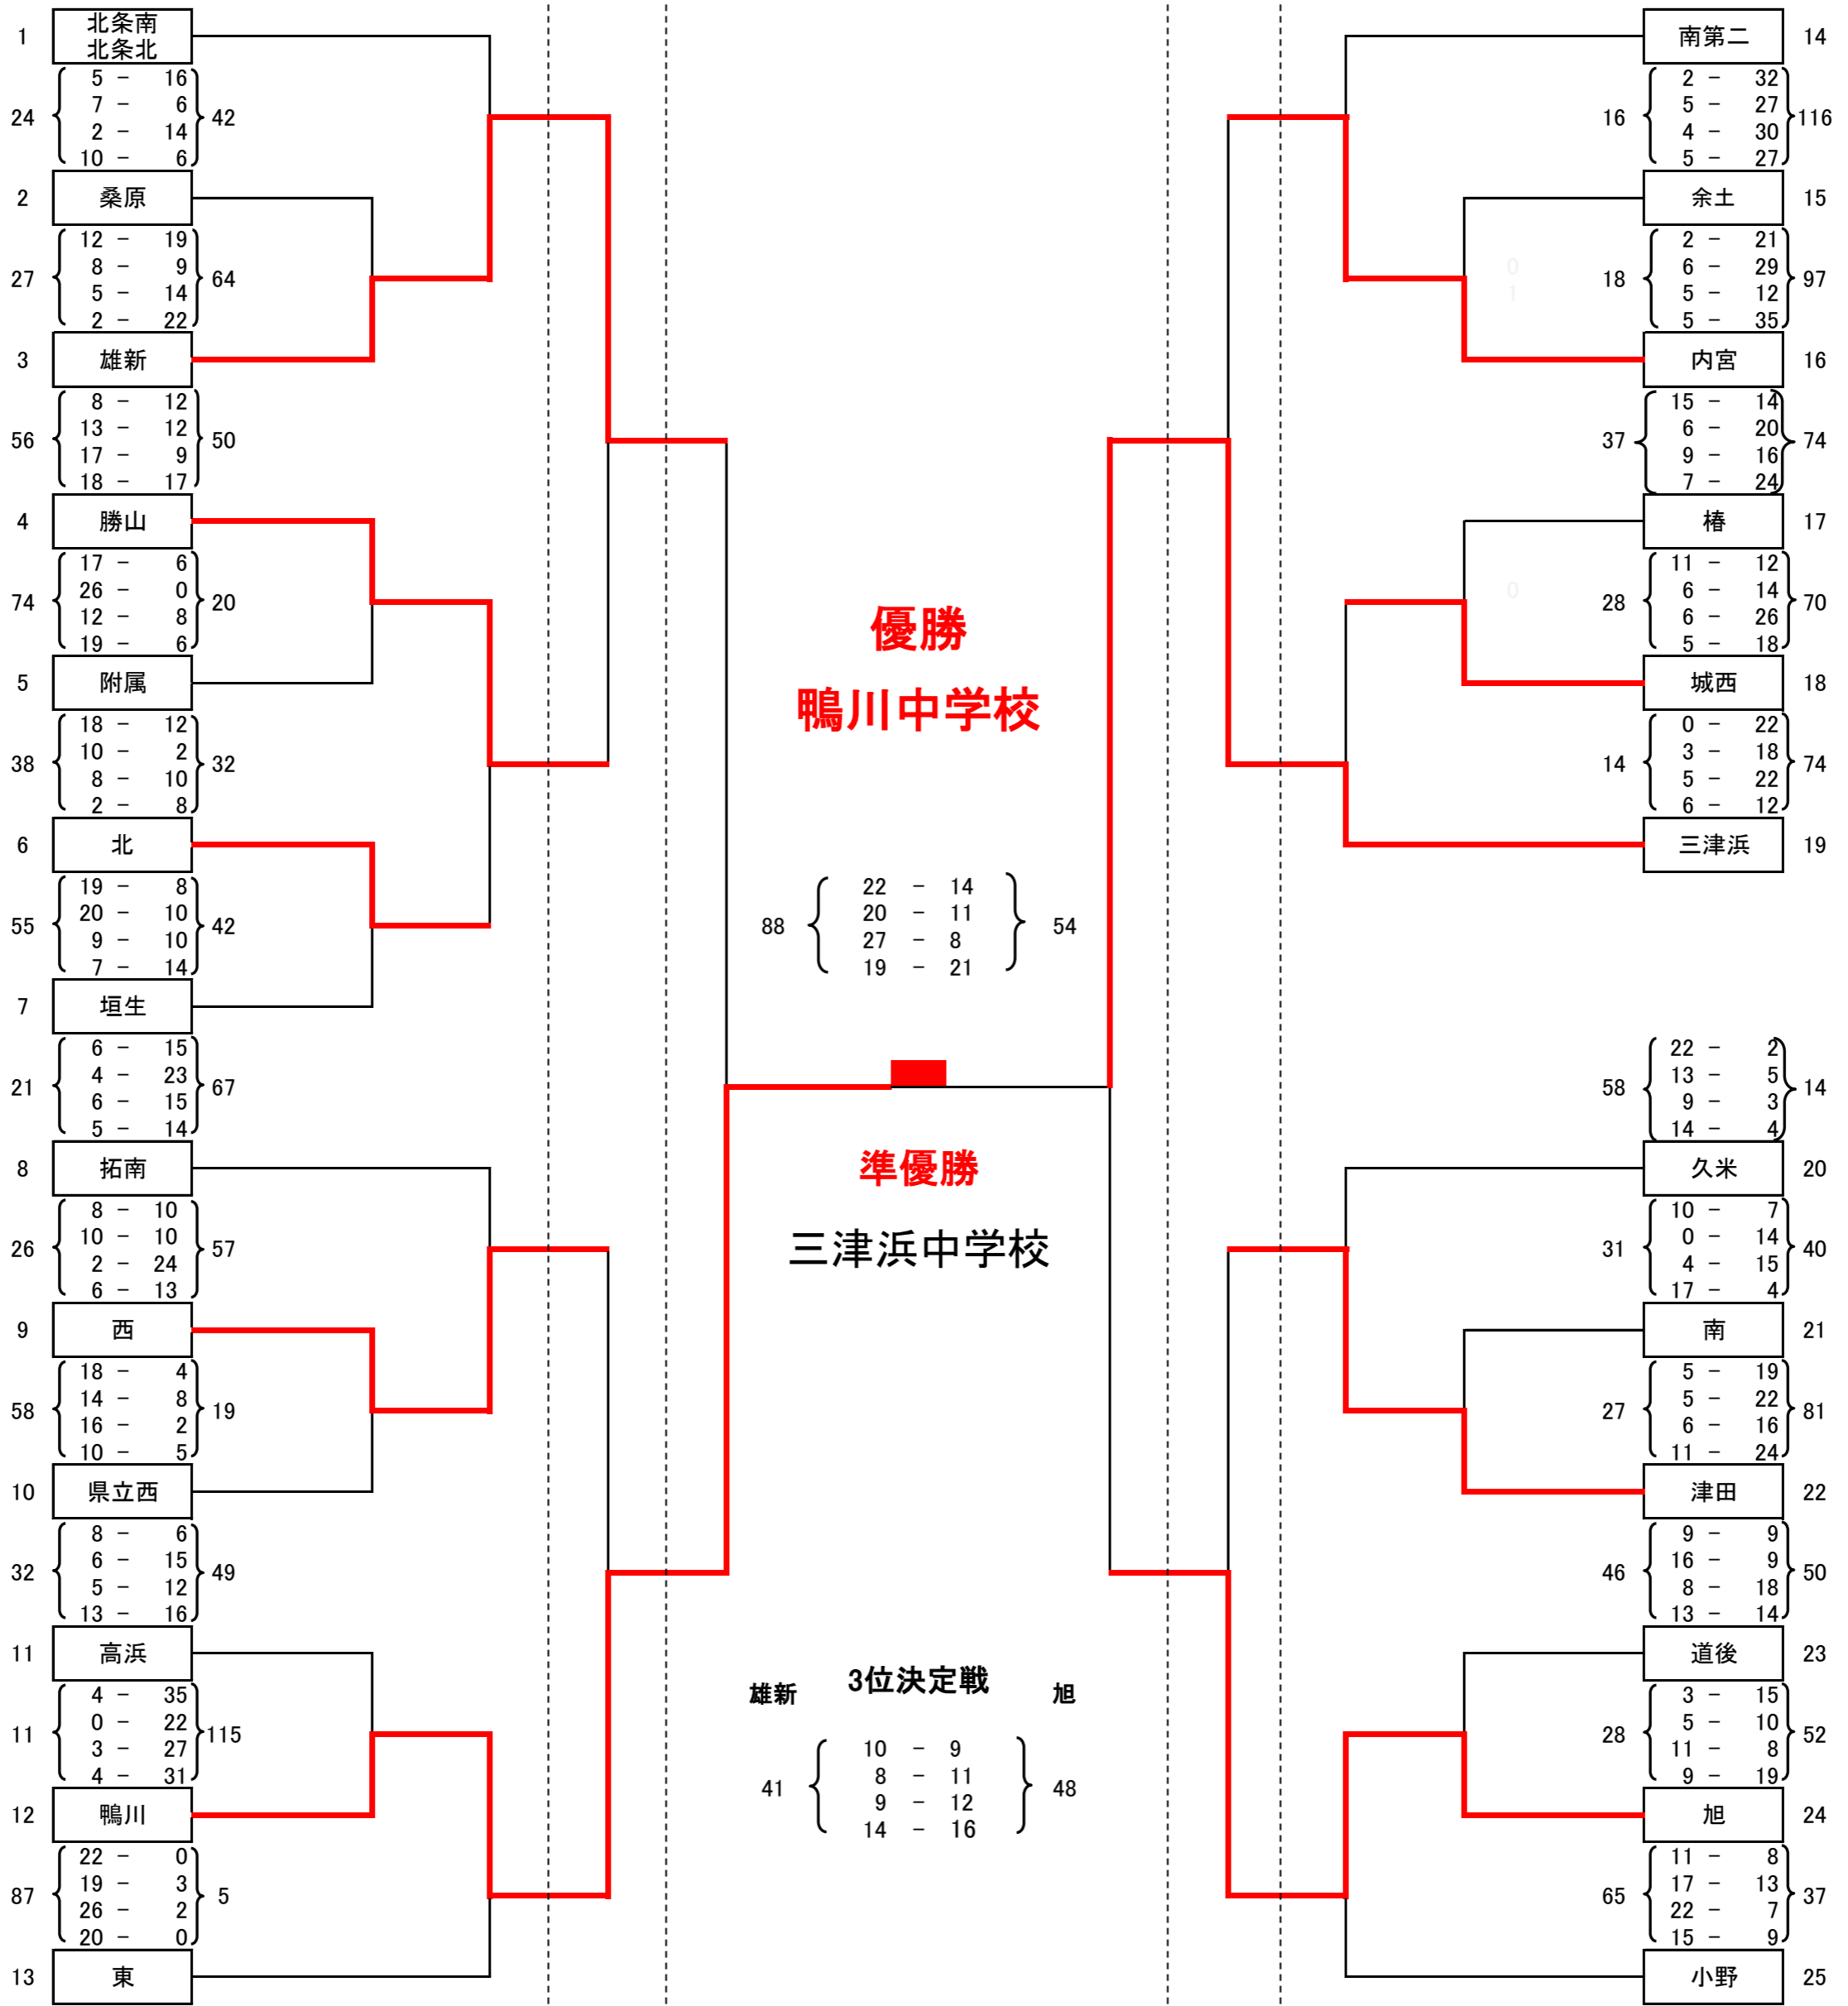 1 北条南
北条北
5 - 16
7 - 6
24 42
2 - 14
10 - 6
2 桑原
12 - 19
8 - 9
27 64
5 - 14
2 - 22
3 雄新
8 - 12
13 - 12
56 50
17 - 9
18 - 17
4 勝山
17 - 6
26 - 0
74 20
12 - 8
19 - 6
5 附属
18 - 12
10 - 2
38 32
8 - 10
2 - 8
6 北
19 - 8
20 - 10
55 42
9 - 10
7 - 14
7 垣生
6 - 15
4 - 23
21 67
6 - 15
5 - 14
8 拓南
8 - 10
10 - 10
26 57
2 - 24
6 - 13
9 西
18 - 4
14 - 8
58 19
16 - 2
10 - 5
10 県立西
8 - 6
6 - 15
32 49
5 - 12
13 - 16
11 高浜
4 - 35
0 - 22
11 115
3 - 27
4 - 31
12 鴨川
22 - 0
19 - 3
87 5
26 - 2
20 - 0
13 東
優勝
鴨川中学校
22 - 14
20 - 11
88 54
27 - 8
19 - 21
準優勝
三津浜中学校
3位決定戦
雄新 旭
10 - 9
8 - 11
41 48
9 - 12
14 - 16
南第二 14
2 - 32
5 - 27
16 116
4 - 30
5 - 27
余土 15
2 - 21
0
6 - 29
18 97
1
5 - 12
5 - 35
内宮 16
15 - 14
6 - 20
37 74
9 - 16
7 - 24
椿 17
11 - 12
0
6 - 14
28 70
6 - 26
5 - 18
城西 18
0 - 22
3 - 18
14 74
5 - 22
6 - 12
三津浜 19
22 - 2
13 - 5
58 14
9 - 3
14 - 4
久米 20
10 - 7
0 - 14
31 40
4 - 15
17 - 4
南 21
5 - 19
5 - 22
27 81
6 - 16
11 - 24
津田 22
9 - 9
16 - 9
46 50
8 - 18
13 - 14
道後 23
3 - 15
5 - 10
28 52
11 - 8
9 - 19
旭 24
11 - 8
17 - 13
65 37
22 - 7
15 - 9
小野 25